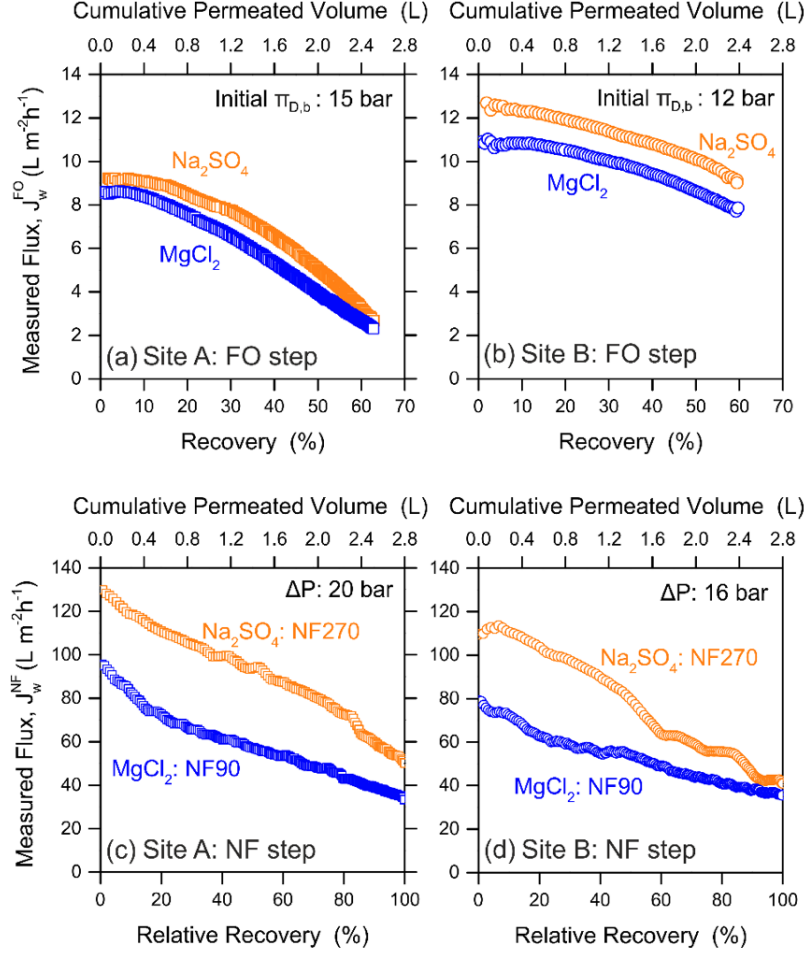 Cumulative Permeated Volume (L)
0.0 0.4 0.8 1.2 1.6 2.0 2.4 2.8
Measured Flux, J_w^FO (L m⁻²h⁻¹)
14
12
10
8
6
4
2
0
Initial π_D,b : 15 bar
Na₂SO₄
MgCl₂
(a) Site A: FO step
0 10 20 30 40 50 60 70
Recovery (%)
Cumulative Permeated Volume (L)
0.0 0.4 0.8 1.2 1.6 2.0 2.4 2.8
14
12
10
8
6
4
2
0
Initial π_D,b : 12 bar
Na₂SO₄
MgCl₂
(b) Site B: FO step
0 10 20 30 40 50 60 70
Recovery (%)
Cumulative Permeated Volume (L)
0.0 0.4 0.8 1.2 1.6 2.0 2.4 2.8
Measured Flux, J_w^NF (L m⁻²h⁻¹)
140
120
100
80
60
40
20
0
ΔP: 20 bar
Na₂SO₄: NF270
MgCl₂: NF90
(c) Site A: NF step
0 20 40 60 80 100
Relative Recovery (%)
Cumulative Permeated Volume (L)
0.0 0.4 0.8 1.2 1.6 2.0 2.4 2.8
140
120
100
80
60
40
20
0
ΔP: 16 bar
Na₂SO₄: NF270
MgCl₂: NF90
(d) Site B: NF step
0 20 40 60 80 100
Relative Recovery (%)